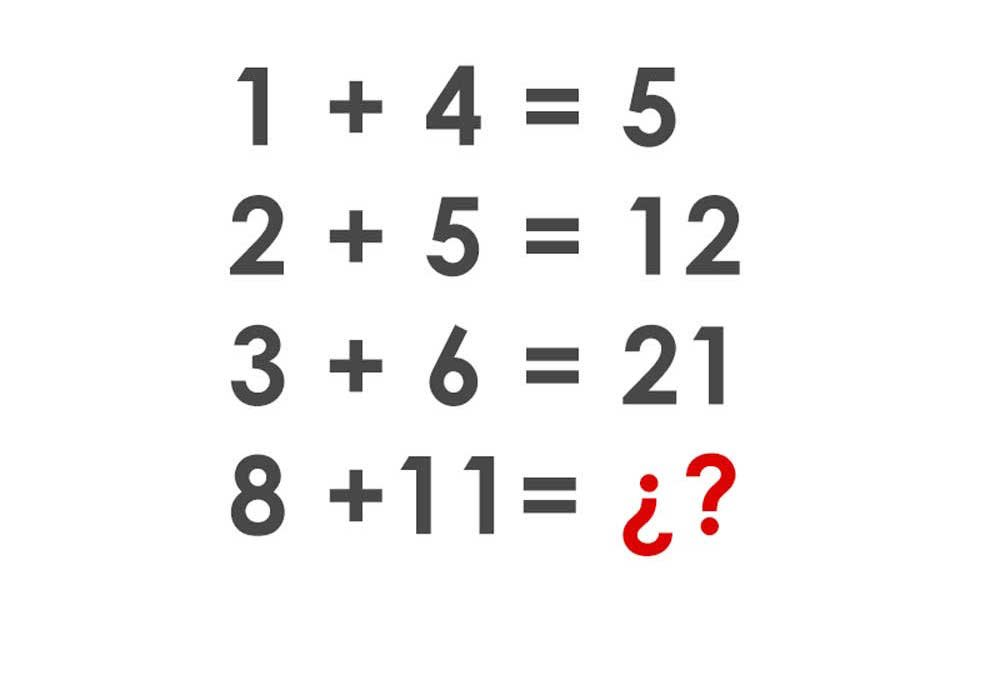 1 + 4 = 5
2 + 5 = 12
3 + 6 = 21
8 +11= ¿?